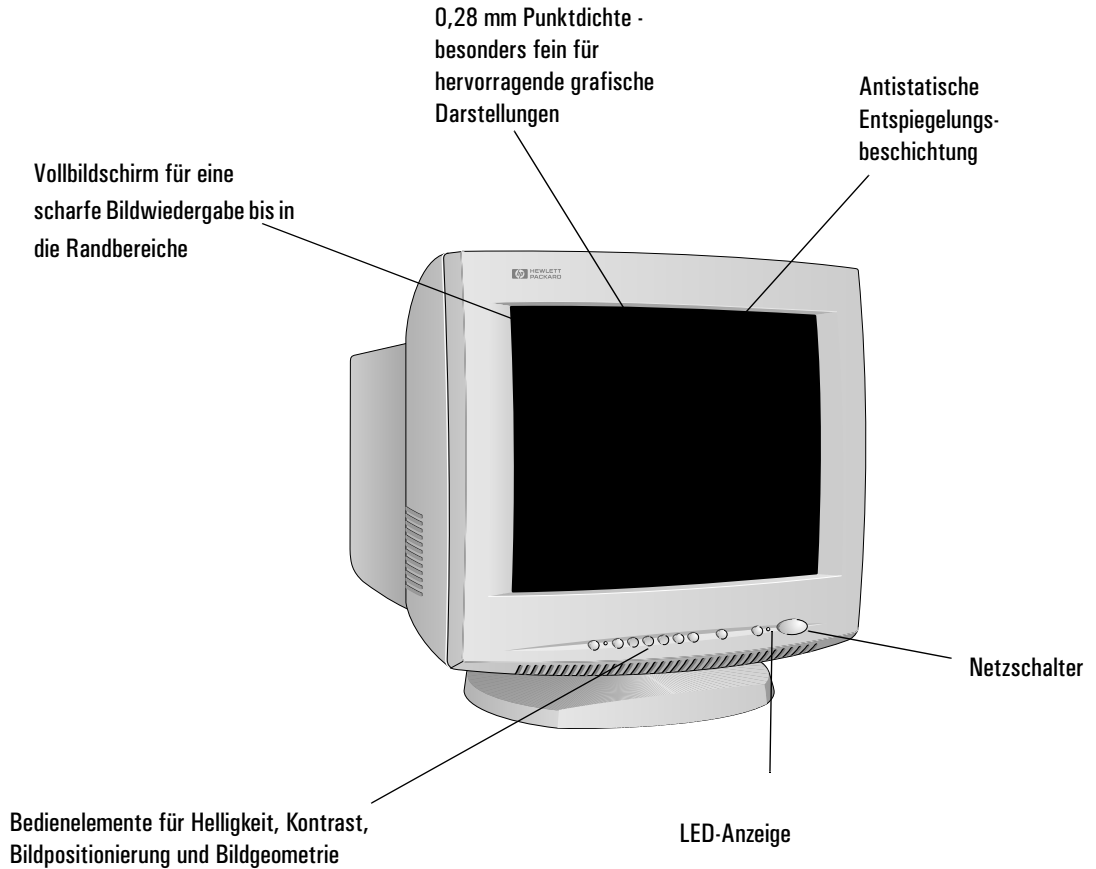 0,28 mm Punktdichte -
besonders fein für
hervorragende grafische
Darstellungen
Antistatische
Entspiegelungs-
beschichtung
Vollbildschirm für eine
scharfe Bildwiedergabe bis in
die Randbereiche
hp HEWLETT
PACKARD
Netzschalter
Bedienelemente für Helligkeit, Kontrast,
Bildpositionierung und Bildgeometrie
LED-Anzeige